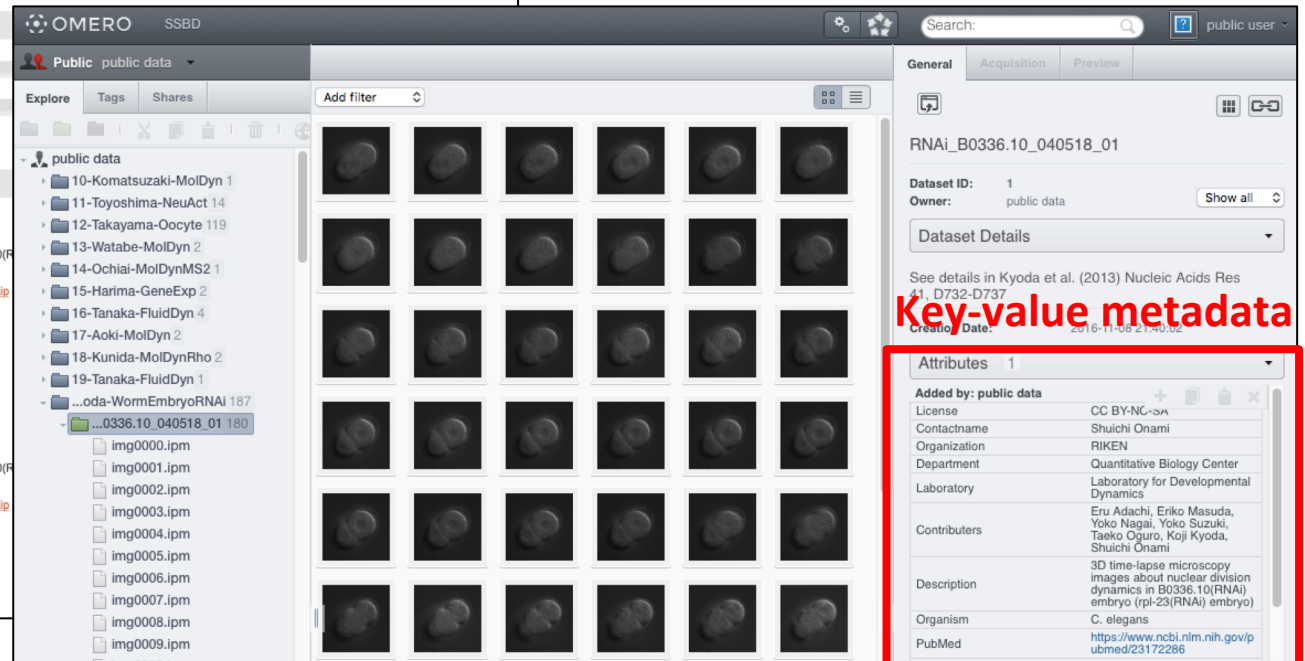 OMERO SSBD
Search:
public user
Public public data
General Acquisition Preview
Explore Tags Shares
Add filter
public data
10-Komatsuzaki-MolDyn 1
11-Toyoshima-NeuAct 14
12-Takayama-Oocyte 119
13-Watabe-MolDyn 2
14-Ochiai-MolDynMS2 1
15-Harima-GeneExp 2
16-Tanaka-FluidDyn 4
17-Aoki-MolDyn 2
18-Kunida-MolDynRho 2
19-Tanaka-FluidDyn 1
...oda-WormEmbryoRNAi 187
...0336.10_040518_01 180
img0000.ipm
img0001.ipm
img0002.ipm
img0003.ipm
img0004.ipm
img0005.ipm
img0006.ipm
img0007.ipm
img0008.ipm
img0009.ipm
RNAi_B0336.10_040518_01
Dataset ID: 1
Owner: public data
Show all
Dataset Details
See details in Kyoda et al. (2013) Nucleic Acids Res
41, D732-D737
Key-value metadata
Creation Date: 2016-11-08 21:40:02
Attributes 1
Added by: public data
License CC BY-NC-SA
Contactname Shuichi Onami
Organization RIKEN
Department Quantitative Biology Center
Laboratory Laboratory for Developmental
Dynamics
Contributers Eru Adachi, Eriko Masuda,
Yoko Nagai, Yoko Suzuki,
Taeko Oguro, Koji Kyoda,
Shuichi Onami
Description 3D time-lapse microscopy
images about nuclear division
dynamics in B0336.10(RNAi)
embryo (rpl-23(RNAi) embryo)
Organism C. elegans
PubMed https://www.ncbi.nlm.nih.gov/p
ubmed/23172286